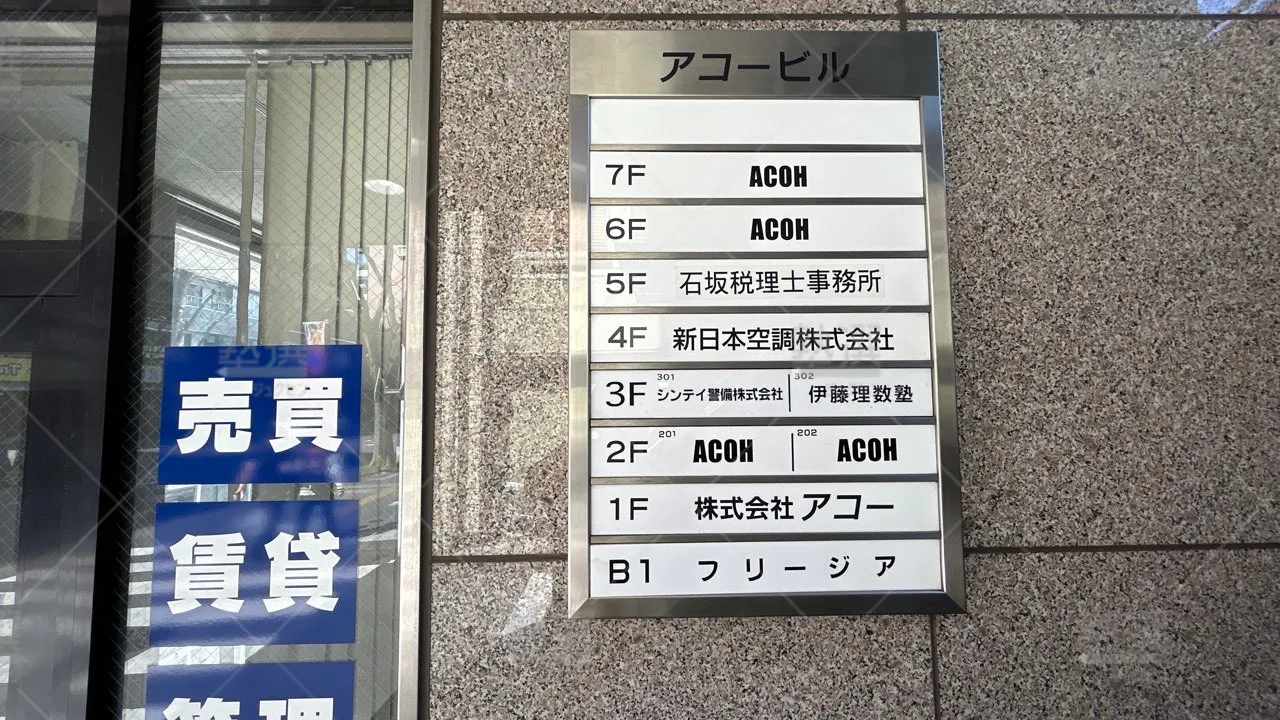 アコービル
7F ACOH
6F ACOH
5F 石坂税理士事務所
4F 新日本空調株式会社
3F 301 シンテイ警備株式会社 302 伊藤理数塾
2F 201 ACOH 202 ACOH
1F 株式会社アコー
B1 フリージア
売買
賃貸
管理